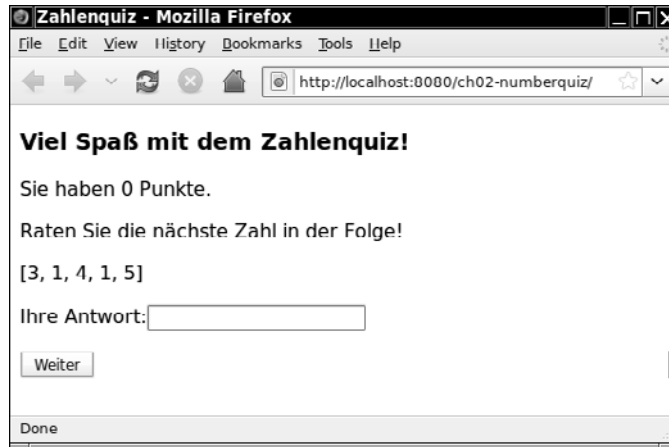 Zahlenquiz - Mozilla Firefox
File Edit View History Bookmarks Tools Help
http://localhost:8080/ch02-numberquiz/
Viel Spaß mit dem Zahlenquiz!
Sie haben 0 Punkte.
Raten Sie die nächste Zahl in der Folge!
[3, 1, 4, 1, 5]
Ihre Antwort:
Weiter
Done